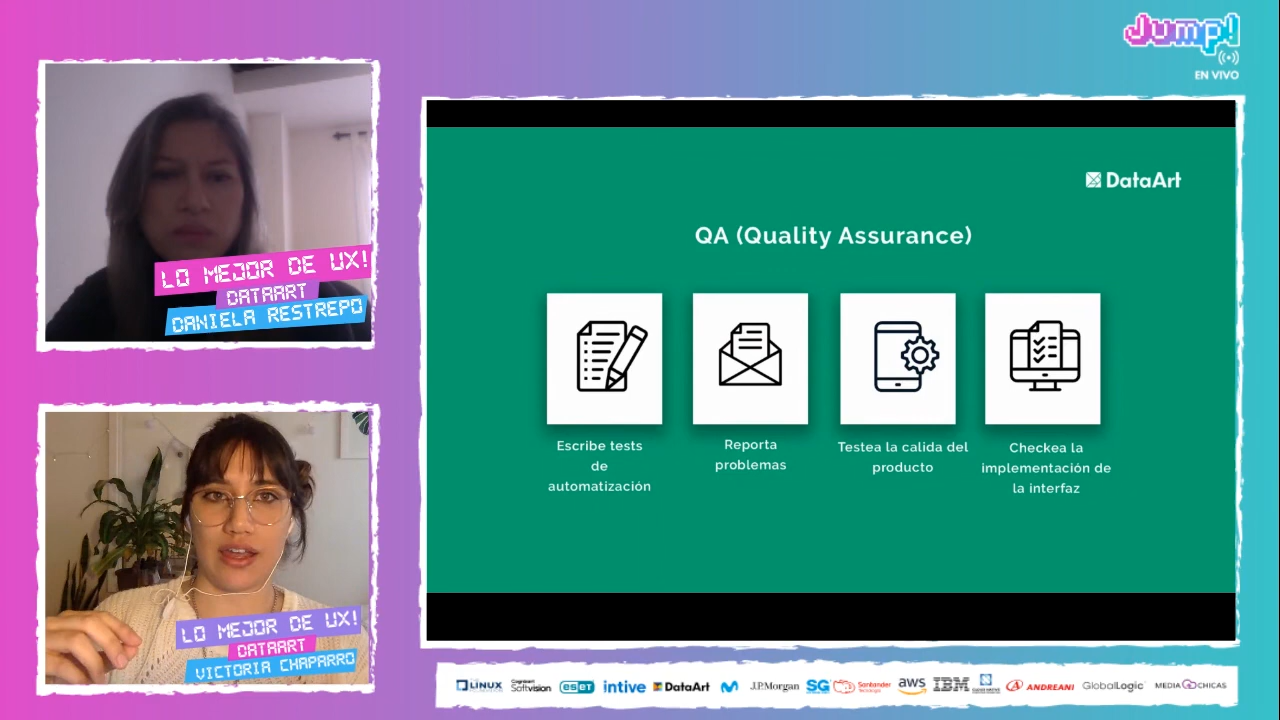 Jump!
EN VIVO
LO MEJOR DE UX!
DATAART
DANIELA RESTREPO
LO MEJOR DE UX!
DATAART
VICTORIA CHAPARRO
DataArt
QA (Quality Assurance)
Escribe tests
de
automatización
Reporta
problemas
Testea la calida del
producto
Checkea la
implementación de
la interfaz
LINUX Cognizant Softvision eseT intive DataArt J.P.Morgan SG Santander Tecnología aws IBM ANDREANI GlobalLogic MEDIA CHICAS